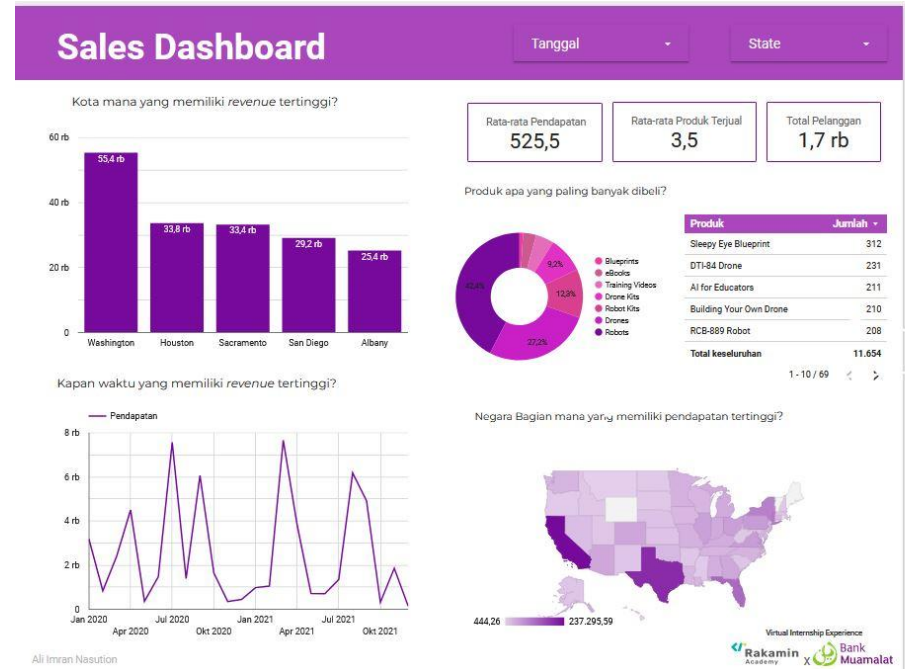 Sales Dashboard
Tanggal
State
Kota mana yang memiliki revenue tertinggi?
60 rb
40 rb
20 rb
0
55,4 rb
33,8 rb
33,4 rb
29,2 rb
25,4 rb
Washington
Houston
Sacramento
San Diego
Albany
Rata-rata Pendapatan
525,5
Rata-rata Produk Terjual
3,5
Total Pelanggan
1,7 rb
Produk apa yang paling banyak dibeli?
42,4%
9,2%
12,3%
27,2%
Blueprints
eBooks
Training Videos
Drone Kits
Robot Kits
Drones
Robots
Produk Jumlah
Sleepy Eye Blueprint 312
DTI-84 Drone 231
AI for Educators 211
Building Your Own Drone 210
RCB-889 Robot 208
Total keseluruhan 11.654
1 - 10 / 69
Kapan waktu yang memiliki revenue tertinggi?
Pendapatan
8 rb
6 rb
4 rb
2 rb
0
Jan 2020
Apr 2020
Jul 2020
Okt 2020
Jan 2021
Apr 2021
Jul 2021
Okt 2021
Negara Bagian mana yang memiliki pendapatan tertinggi?
444,26
237.295,59
Ali Imran Nasution
Virtual Internship Experience
Rakamin
Academy
X
Bank
Muamalat